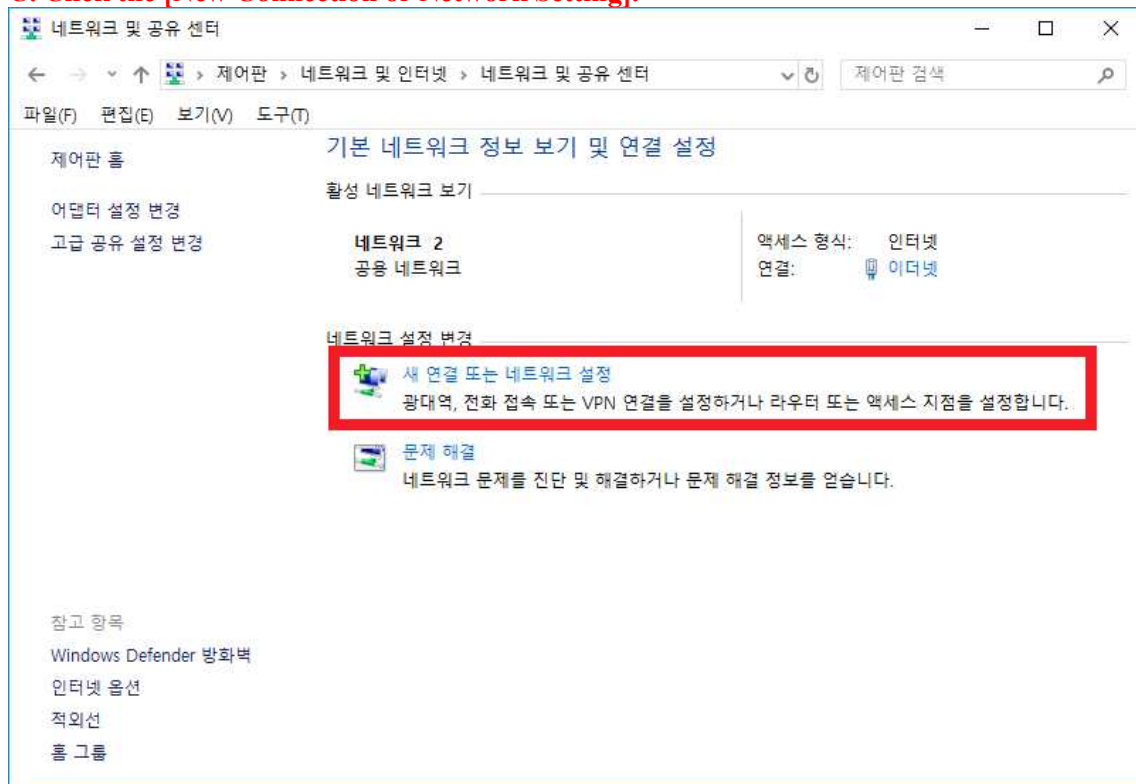 C. Click the [New Connection or Network Setting].
네트워크 및 공유 센터
제어판 › 네트워크 및 인터넷 › 네트워크 및 공유 센터
제어판 검색
파일(F) 편집(E) 보기(V) 도구(T)
제어판 홈
어댑터 설정 변경
고급 공유 설정 변경
기본 네트워크 정보 보기 및 연결 설정
활성 네트워크 보기
네트워크 2
공용 네트워크
액세스 형식: 인터넷
연결: 이더넷
네트워크 설정 변경
새 연결 또는 네트워크 설정
광대역, 전화 접속 또는 VPN 연결을 설정하거나 라우터 또는 액세스 지점을 설정합니다.
문제 해결
네트워크 문제를 진단 및 해결하거나 문제 해결 정보를 얻습니다.
참고 항목
Windows Defender 방화벽
인터넷 옵션
적외선
홈 그룹